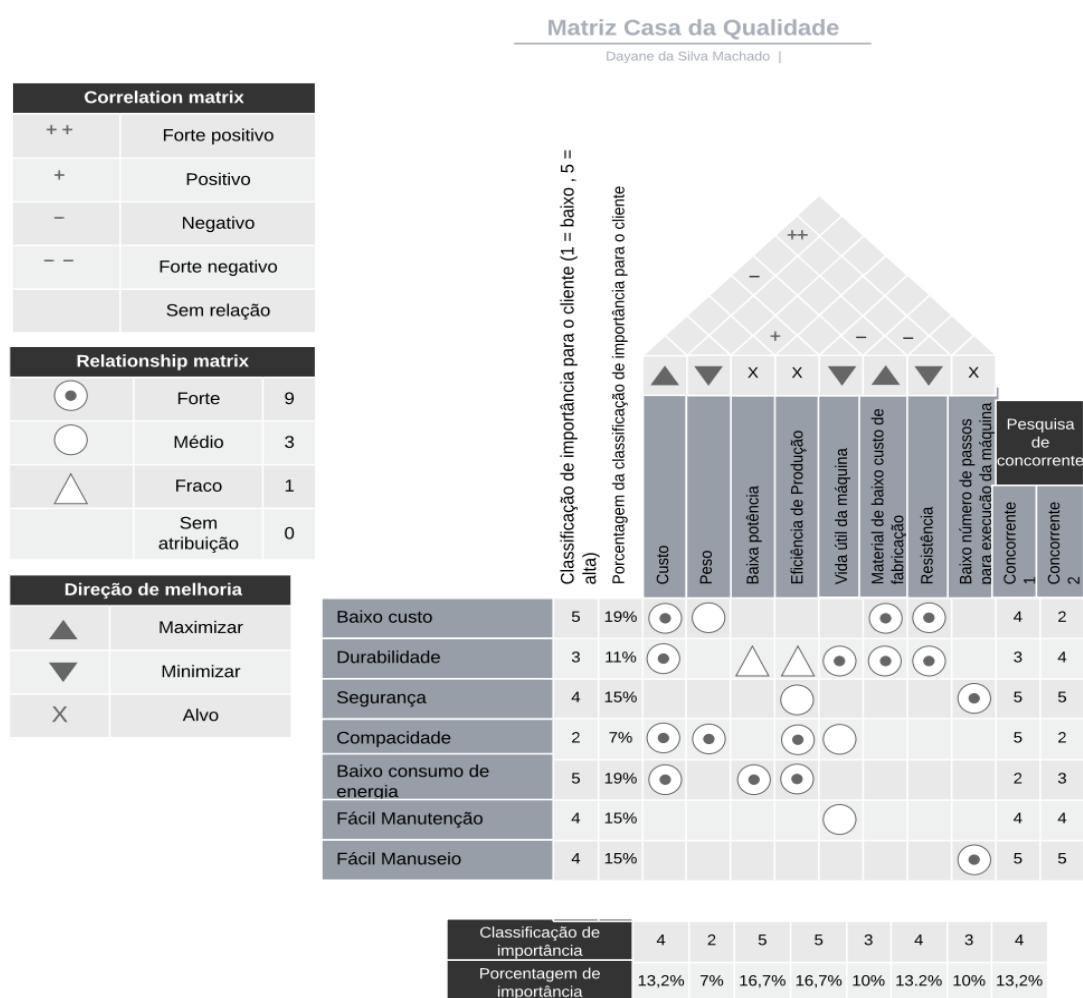 Matriz Casa da Qualidade
Dayane da Silva Machado |
Correlation matrix
++ Forte positivo
+ Positivo
− Negativo
− − Forte negativo
Sem relação
Relationship matrix
Forte 9
Médio 3
Fraco 1
Sem
atribuição 0
Direção de melhoria
Maximizar
Minimizar
X Alvo
Classificação de importância para o cliente (1 = baixo , 5 =
alta)
Porcentagem da classificação de importância para o cliente
++
−
+ − −
X X X
Custo
Peso
Baixa potência
Eficiência de Produção
Vida útil da máquina
Material de baixo custo de
fabricação
Resistência
Baixo número de passos
para execução da máquina
Pesquisa
de
concorrente
Concorrente
1
Concorrente
2
Baixo custo 5 19% 4 2
Durabilidade 3 11% 3 4
Segurança 4 15% 5 5
Compacidade 2 7% 5 2
Baixo consumo de
energia 5 19% 2 3
Fácil Manutenção 4 15% 4 4
Fácil Manuseio 4 15% 5 5
Classificação de
importância 4 2 5 5 3 4 3 4
Porcentagem de
importância 13,2% 7% 16,7% 16,7% 10% 13.2% 10% 13,2%